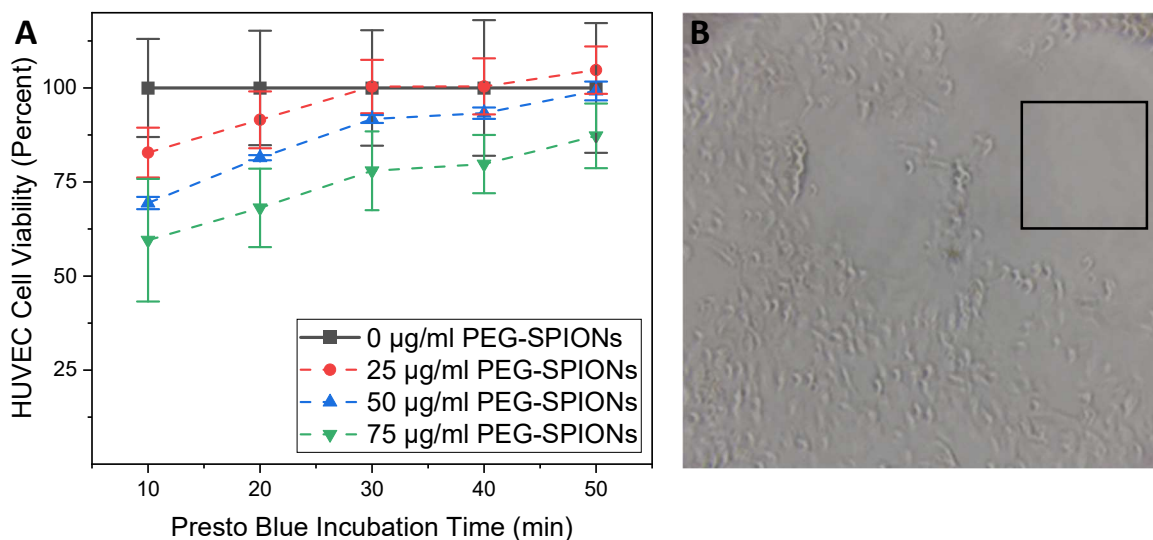 A
HUVEC Cell Viability (Percent)
100
75
50
25
0 µg/ml PEG-SPIONs
25 µg/ml PEG-SPIONs
50 µg/ml PEG-SPIONs
75 µg/ml PEG-SPIONs
10 20 30 40 50
Presto Blue Incubation Time (min)
B